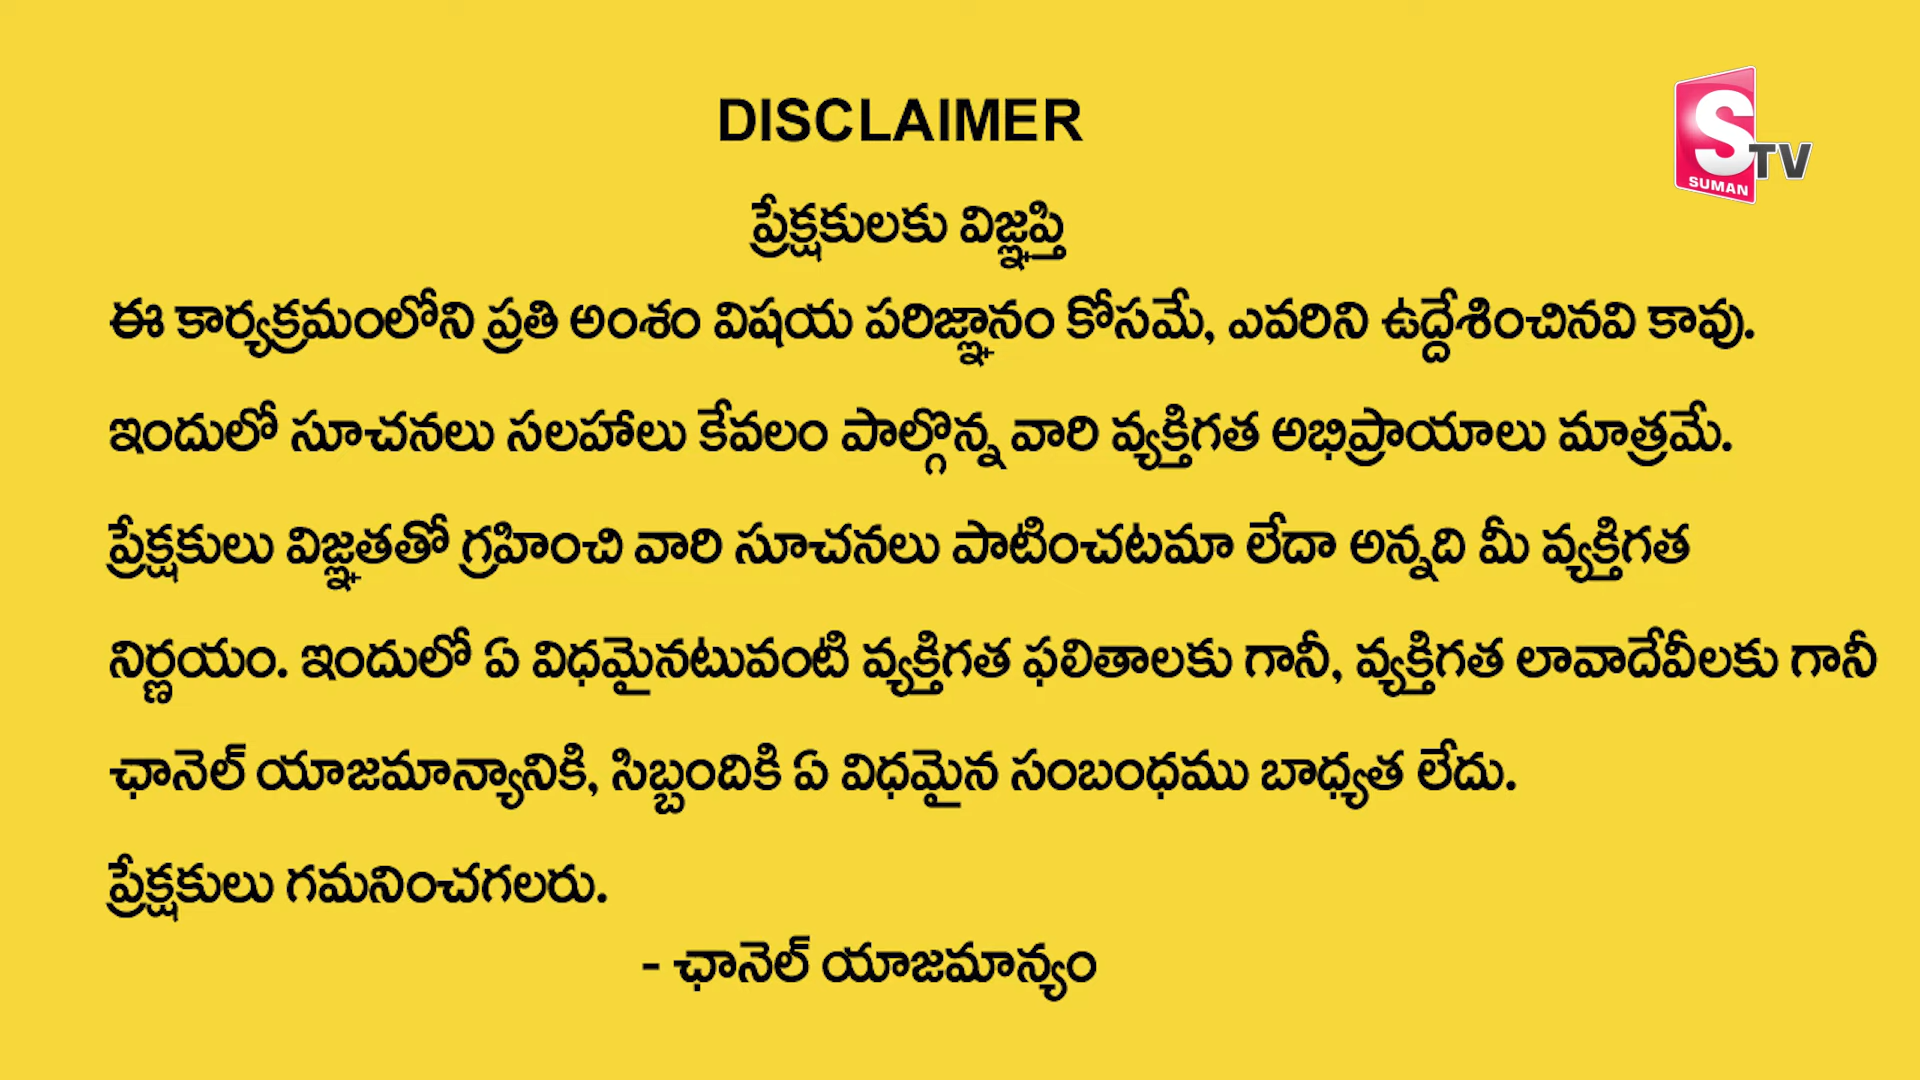 DISCLAIMER
S TV
SUMAN
ప్రేక్షకులకు విజ్ఞప్తి
ఈ కార్యక్రమంలోని ప్రతి అంశం విషయ పరిజ్ఞానం కోసమే, ఎవరిని ఉద్దేశించినవి కావు.
ఇందులో సూచనలు సలహాలు కేవలం పాల్గొన్న వారి వ్యక్తిగత అభిప్రాయాలు మాత్రమే.
ప్రేక్షకులు విజ్ఞతతో గ్రహించి వారి సూచనలు పాటించటమా లేదా అన్నది మీ వ్యక్తిగత
నిర్ణయం. ఇందులో ఏ విధమైనటువంటి వ్యక్తిగత ఫలితాలకు గానీ, వ్యక్తిగత లావాదేవీలకు గానీ
ఛానెల్ యాజమాన్యానికి, సిబ్బందికి ఏ విధమైన సంబంధము బాధ్యత లేదు.
ప్రేక్షకులు గమనించగలరు.
- ఛానెల్ యాజమాన్యం